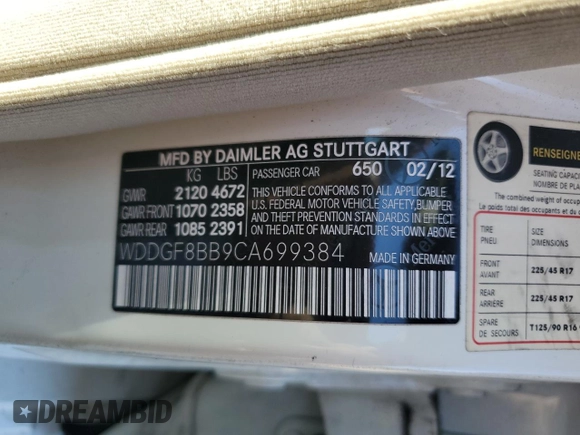 MFD BY DAIMLER AG STUTTGART
KG LBS
PASSENGER CAR 650 02/12
GVWR 2120 4672
GAWR FRONT 1070 2358
GAWR REAR 1085 2391
THIS VEHICLE CONFORMS TO ALL APPLICABLE
U.S. FEDERAL MOTOR VEHICLE SAFETY, BUMPER,
AND THEFT PREVENTION STANDARDS IN EFFECT
ON THE DATE OF MANUFACTURE SHOWN ABOVE
WDDGF8BB9CA699384
MADE IN GERMANY
RENSEIGNE
SEATING CAPACI
NOMBRE DE PLA
The combined weight of occup
Le poids total des occupants et du
TIRE
PNEU
SIZE
DIMENSIONS
FRONT
AVANT
225/45 R17
REAR
ARRIÈRE
225/45 R17
SPARE
DE SECOURS
T125/90 R16
DREAMBID